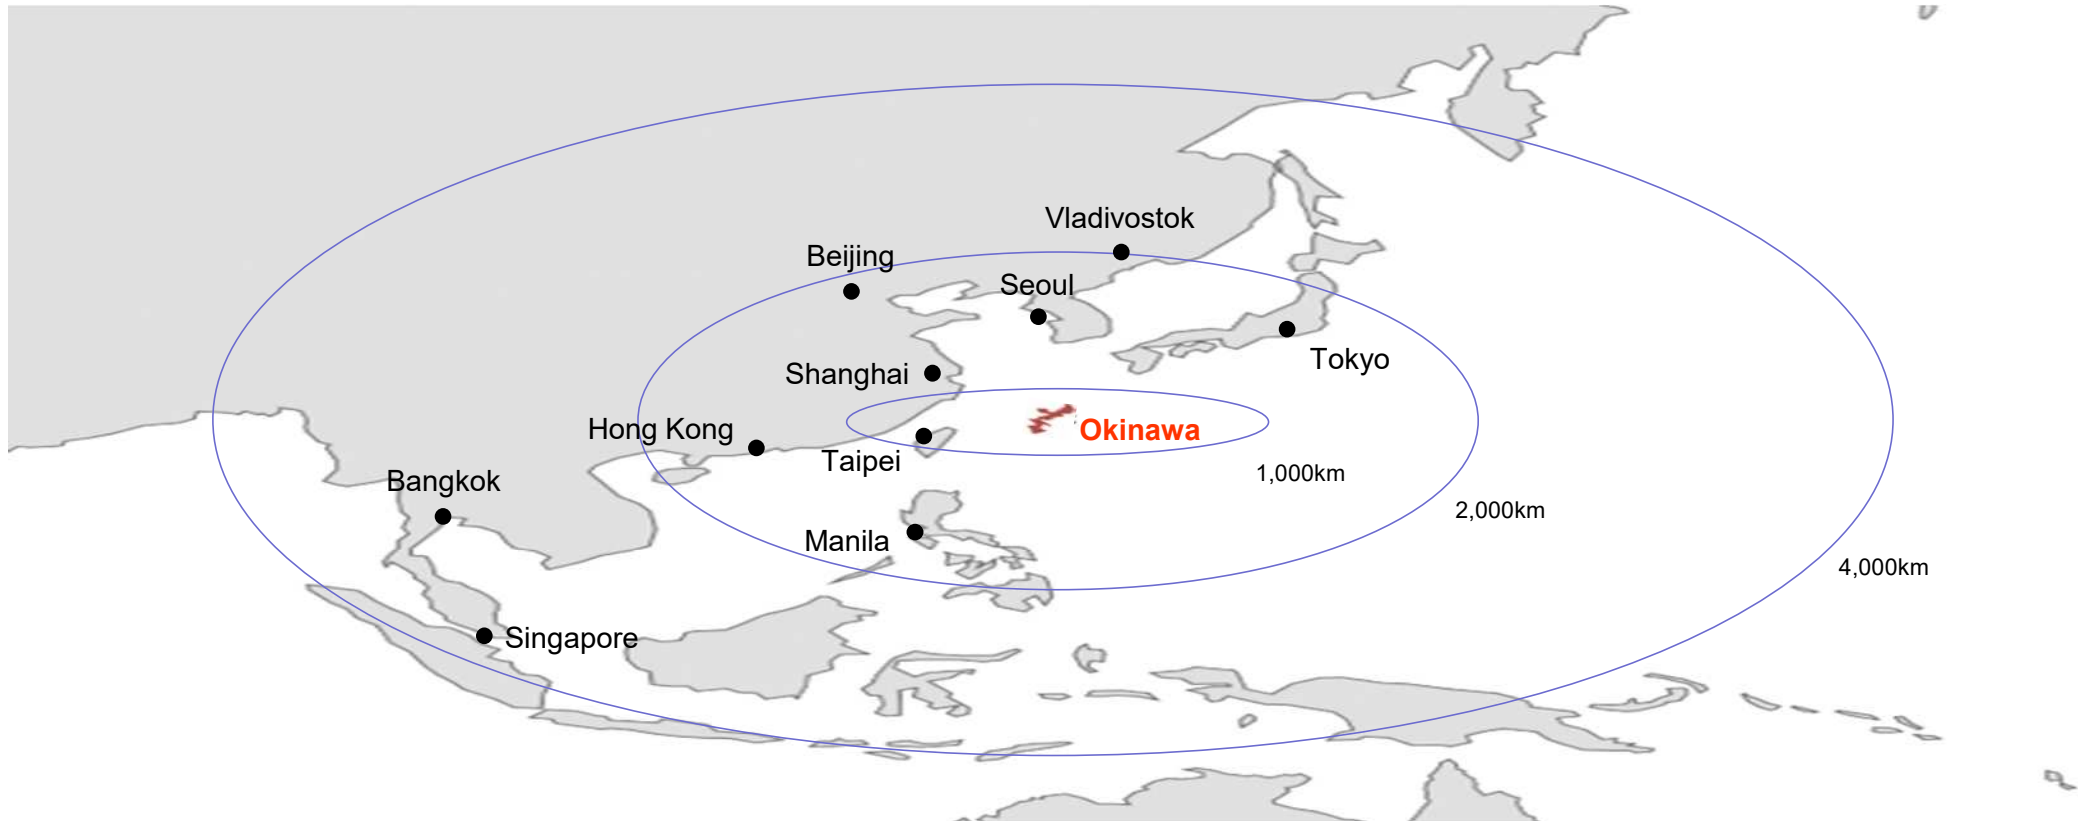 Vladivostok
Beijing
Seoul
Tokyo
Shanghai
Hong Kong
Okinawa
Taipei
1,000km
Bangkok
2,000km
Manila
4,000km
Singapore